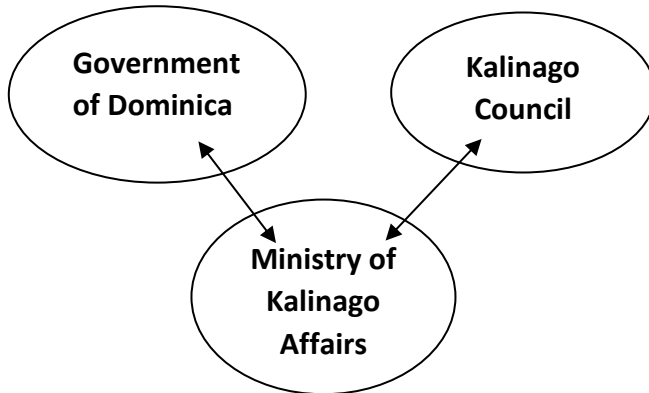 Government
of Dominica
Kalinago
Council
Ministry of
Kalinago
Affairs